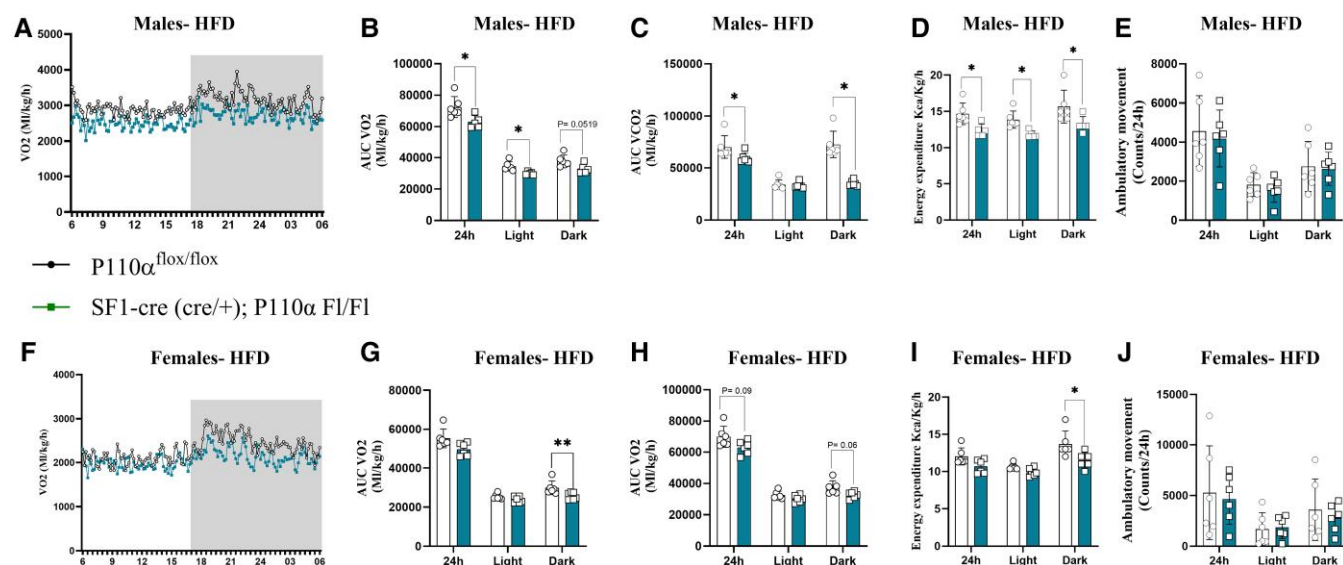 A
Males- HFD
VO2 (Ml/kg/h)
5000
4000
3000
2000
1000
0
6 9 12 15 18 21 24 03 06
B
Males- HFD
AUC VO2
(Ml/kg/h)
100000
80000
60000
40000
20000
0
*
*
P= 0.0519
24h Light Dark
C
Males- HFD
AUC VCO2
(Ml/kg/h)
150000
100000
50000
0
*
*
24h Light Dark
D
Males- HFD
Energy expenditure Kca/Kg/h
20
15
10
5
0
*
*
*
24h Light Dark
E
Males- HFD
Ambulatory movement
(Counts/24h)
8000
6000
4000
2000
0
24h Light Dark
P110α flox/flox
SF1-cre (cre/+); P110α Fl/Fl
F
Females- HFD
VO2 (Ml/kg/h)
4000
3000
2000
1000
0
6 9 12 15 18 21 24 03 06
G
Females- HFD
AUC VO2
(Ml/kg/h)
80000
60000
40000
20000
0
**
24h Light Dark
H
Females- HFD
AUC VO2
(Ml/kg/h)
100000
80000
60000
40000
20000
0
P= 0.09
P= 0.06
24h Light Dark
I
Females- HFD
Energy expenditure Kca/Kg/h
20
15
10
5
0
*
24h Light Dark
J
Females- HFD
Ambulatory movement
(Counts/24h)
15000
10000
5000
0
24h Light Dark